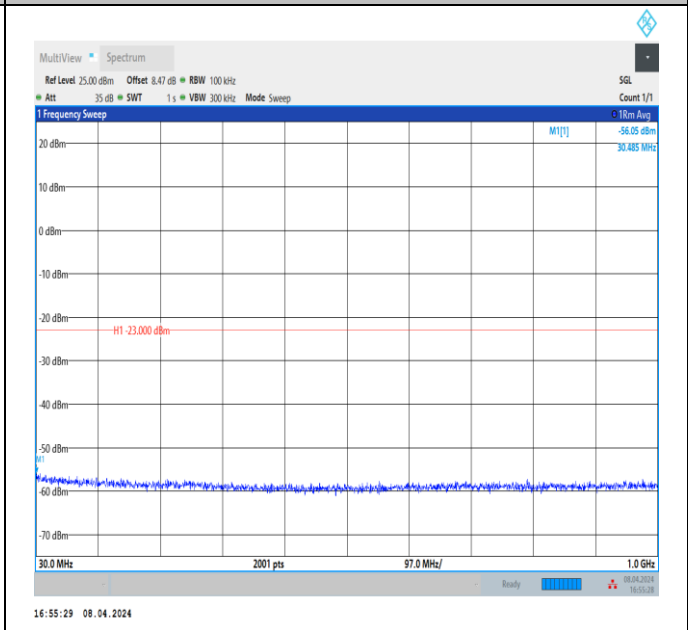 MultiView Spectrum
Ref Level 25.00 dBm Offset 8.47 dB RBW 100 kHz SGL
Att 35 dB SWT 1 s VBW 300 kHz Mode Sweep Count 1/1
1 Frequency Sweep 1Rm Avg
M1[1] -56.05 dBm
30.485 MHz
20 dBm
10 dBm
0 dBm
-10 dBm
-20 dBm
H1 -23.000 dBm
-30 dBm
-40 dBm
-50 dBm
M1
-60 dBm
-70 dBm
30.0 MHz 2001 pts 97.0 MHz/ 1.0 GHz
- - Ready 08.04.2024
16:55:28
16:55:29 08.04.2024